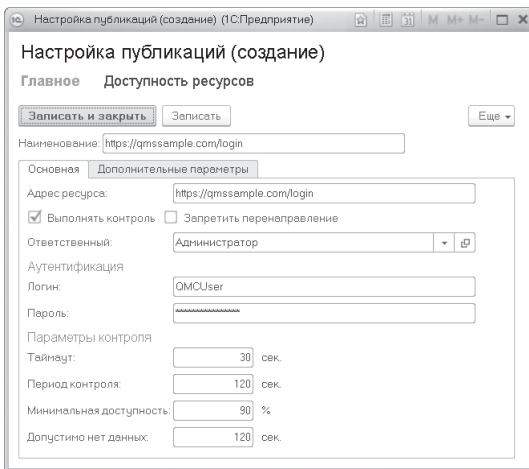 1С Настройка публикаций (создание) (1С:Предприятие) 31 M M+ M-
Настройка публикаций (создание)
Главное Доступность ресурсов
Записать и закрыть Записать Еще
Наименование: https://qmssample.com/login
Основная Дополнительные параметры
Адрес ресурса: https://qmssample.com/login
Выполнять контроль Запретить перенаправление
Ответственный: Администратор
Аутентификация
Логин: QMCUser
Пароль: ****************
Параметры контроля
Таймаут: 30 сек.
Период контроля: 120 сек.
Минимальная доступность: 90 %
Допустимо нет данных: 120 сек.